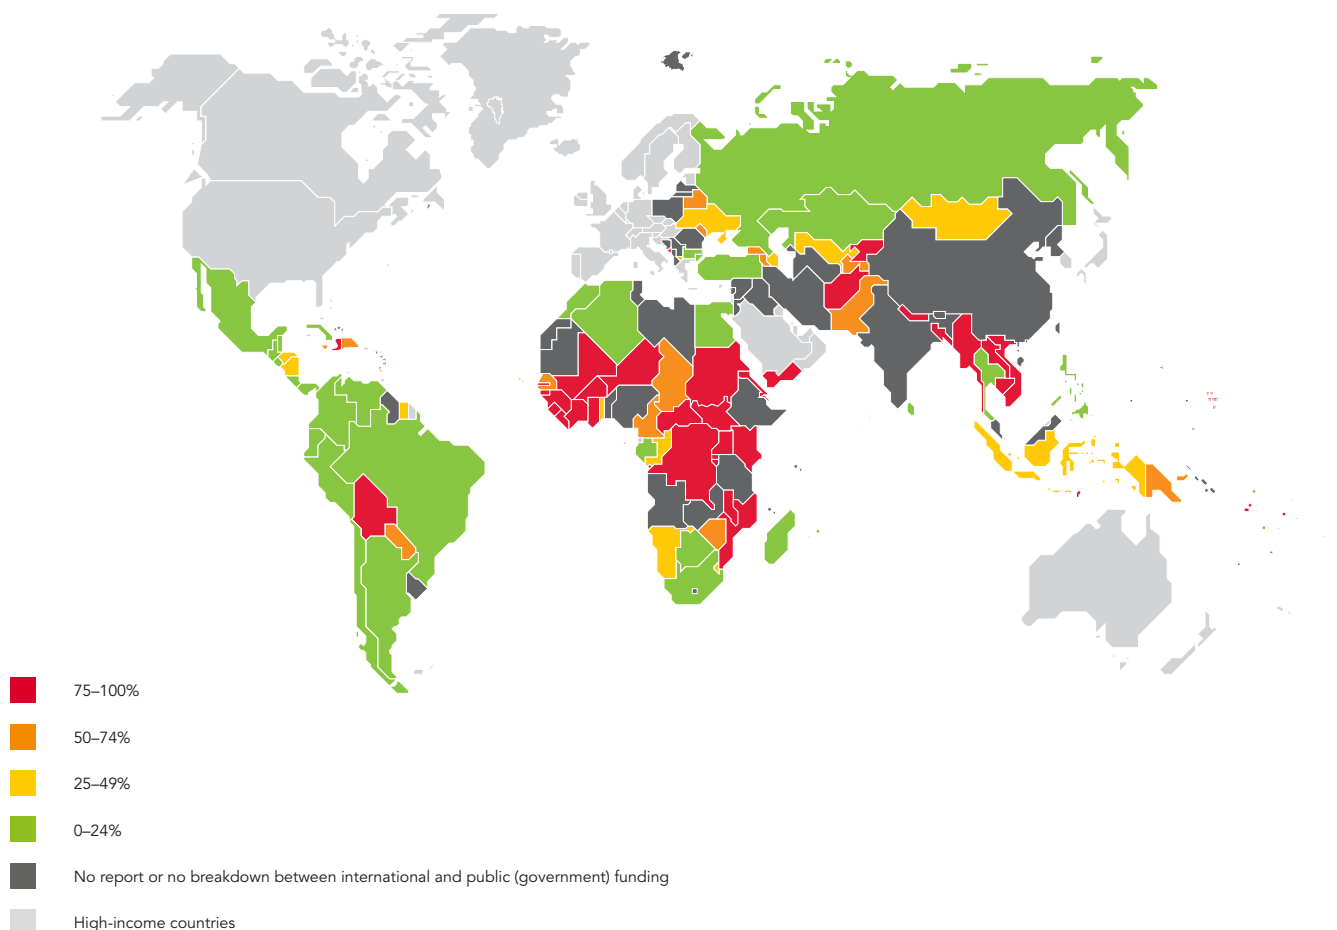 75–100%
50–74%
25–49%
0–24%
No report or no breakdown between international and public (government) funding
High-income countries